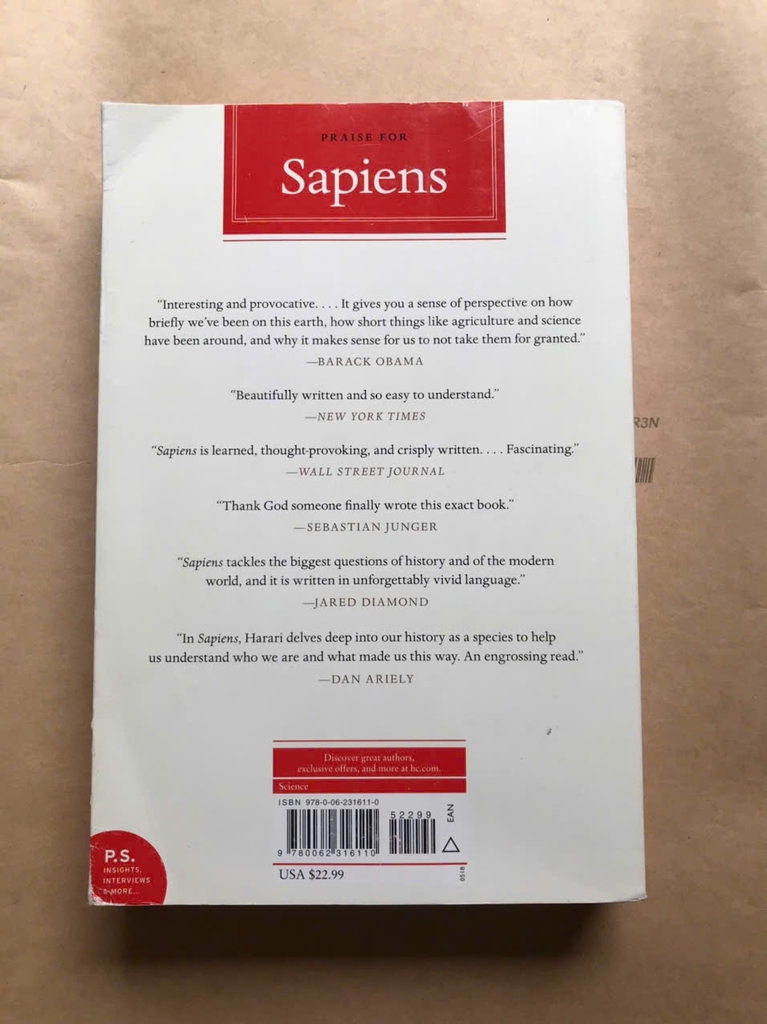 PRAISE FOR
Sapiens
“Interesting and provocative. . . . It gives you a sense of perspective on how
briefly we’ve been on this earth, how short things like agriculture and science
have been around, and why it makes sense for us to not take them for granted.”
—BARACK OBAMA
“Beautifully written and so easy to understand.”
—NEW YORK TIMES
“Sapiens is learned, thought-provoking, and crisply written. . . . Fascinating.”
—WALL STREET JOURNAL
“Thank God someone finally wrote this exact book.”
—SEBASTIAN JUNGER
“Sapiens tackles the biggest questions of history and of the modern
world, and it is written in unforgettably vivid language.”
—JARED DIAMOND
“In Sapiens, Harari delves deep into our history as a species to help
us understand who we are and what made us this way. An engrossing read.”
—DAN ARIELY
R3N
Discover great authors,
exclusive offers, and more at hc.com.
Science
ISBN 978-0-06-231611-0
52299
EAN
9 780062 316110
USA $22.99
0518
P.S.
INSIGHTS,
INTERVIEWS
& MORE...